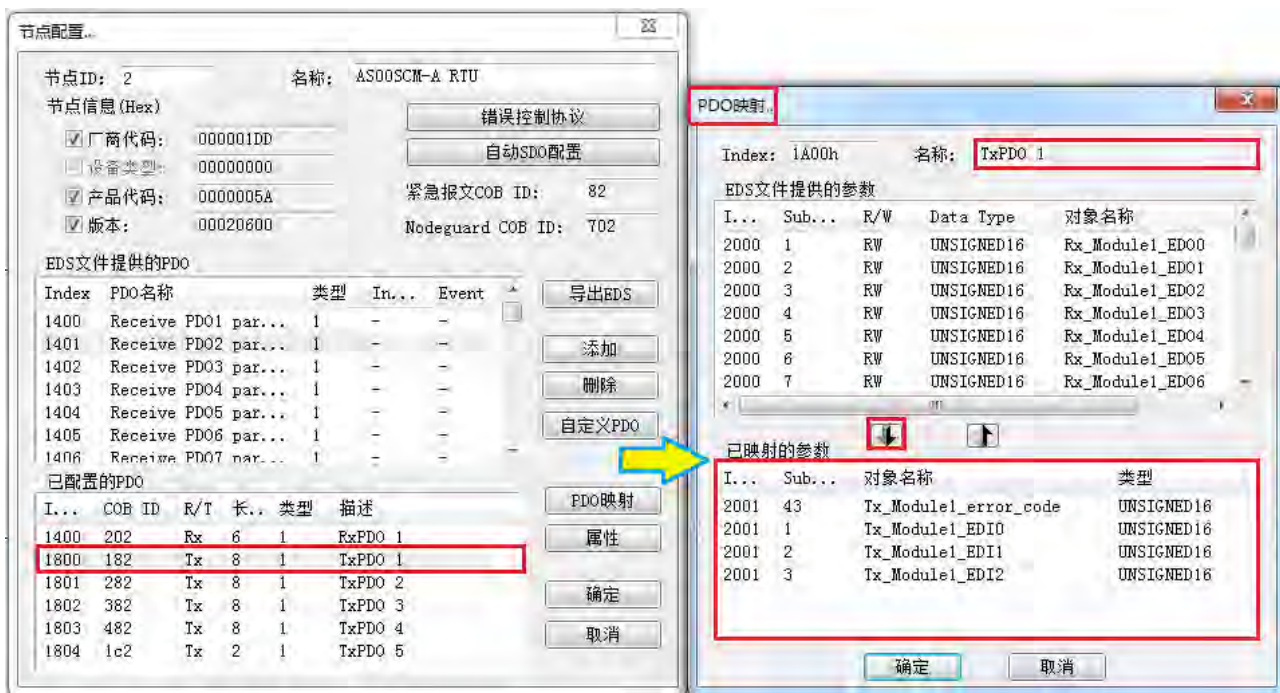 节点配置..
节点ID: 2 名称: AS00SCM-A RTU
节点信息(Hex)
厂商代码: 000001DD
设备类型: 00000000
产品代码: 0000005A
版本: 00020600
错误控制协议
自动SDO配置
紧急报文COB ID: 82
Nodeguard COB ID: 702
EDS文件提供的PDO
Index PDO名称 类型 In... Event
1400 Receive PDO1 par... 1 - -
1401 Receive PDO2 par... 1 - -
1402 Receive PDO3 par... 1 - -
1403 Receive PDO4 par... 1 - -
1404 Receive PDO5 par... 1 - -
1405 Receive PDO6 par... 1 - -
1406 Receive PDO7 par... 1 - -
导出EDS
添加
删除
自定义PDO
已配置的PDO
I... COB ID R/T 长.. 类型 描述
1400 202 Rx 6 1 RxPDO 1
1800 182 Tx 8 1 TxPDO 1
1801 282 Tx 8 1 TxPDO 2
1802 382 Tx 8 1 TxPDO 3
1803 482 Tx 8 1 TxPDO 4
1804 1c2 Tx 2 1 TxPDO 5
PDO映射
属性
确定
取消
PDO映射..
Index: 1A00h 名称: TxPDO 1
EDS文件提供的参数
I... Sub... R/W Data Type 对象名称
2000 1 RW UNSIGNED16 Rx_Module1_EDO0
2000 2 RW UNSIGNED16 Rx_Module1_EDO1
2000 3 RW UNSIGNED16 Rx_Module1_EDO2
2000 4 RW UNSIGNED16 Rx_Module1_EDO3
2000 5 RW UNSIGNED16 Rx_Module1_EDO4
2000 6 RW UNSIGNED16 Rx_Module1_EDO5
2000 7 RW UNSIGNED16 Rx_Module1_EDO6
已映射的参数
I... Sub... 对象名称 类型
2001 43 Tx_Module1_error_code UNSIGNED16
2001 1 Tx_Module1_EDI0 UNSIGNED16
2001 2 Tx_Module1_EDI1 UNSIGNED16
2001 3 Tx_Module1_EDI2 UNSIGNED16
确定 取消